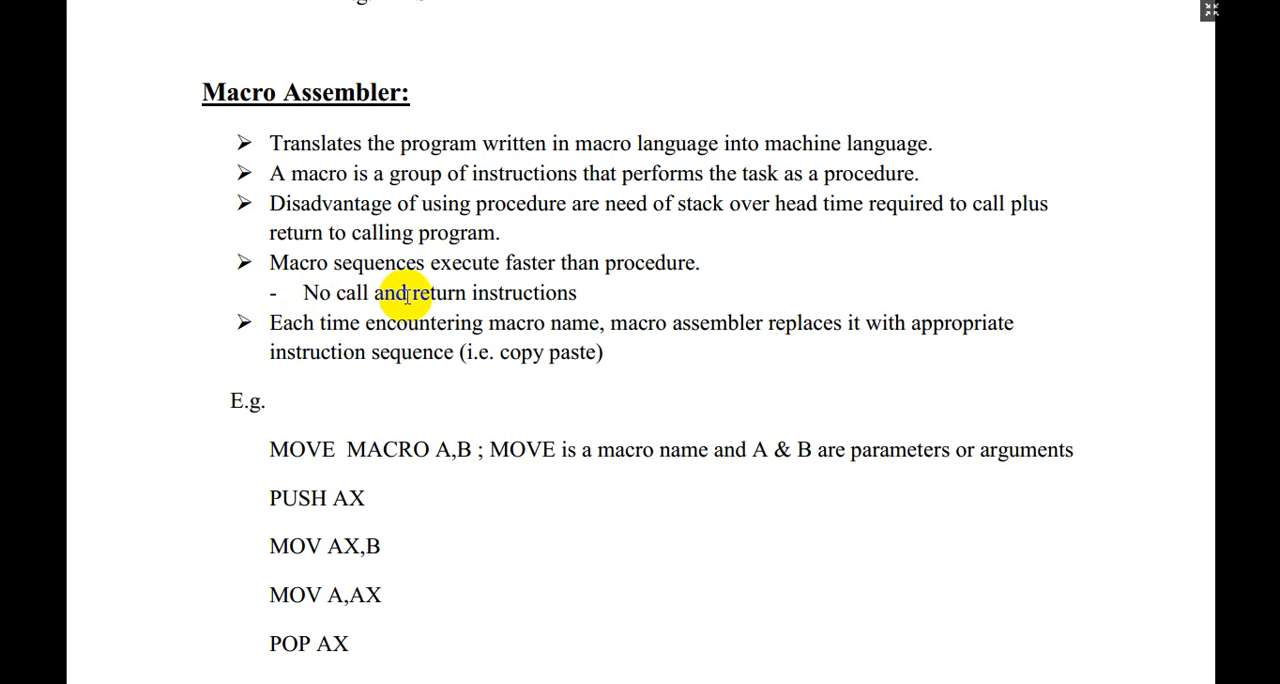 Macro Assembler:
➢ Translates the program written in macro language into machine language.
➢ A macro is a group of instructions that performs the task as a procedure.
➢ Disadvantage of using procedure are need of stack over head time required to call plus
return to calling program.
➢ Macro sequences execute faster than procedure.
- No call and return instructions
➢ Each time encountering macro name, macro assembler replaces it with appropriate
instruction sequence (i.e. copy paste)
E.g.
MOVE MACRO A,B ; MOVE is a macro name and A & B are parameters or arguments
PUSH AX
MOV AX,B
MOV A,AX
POP AX